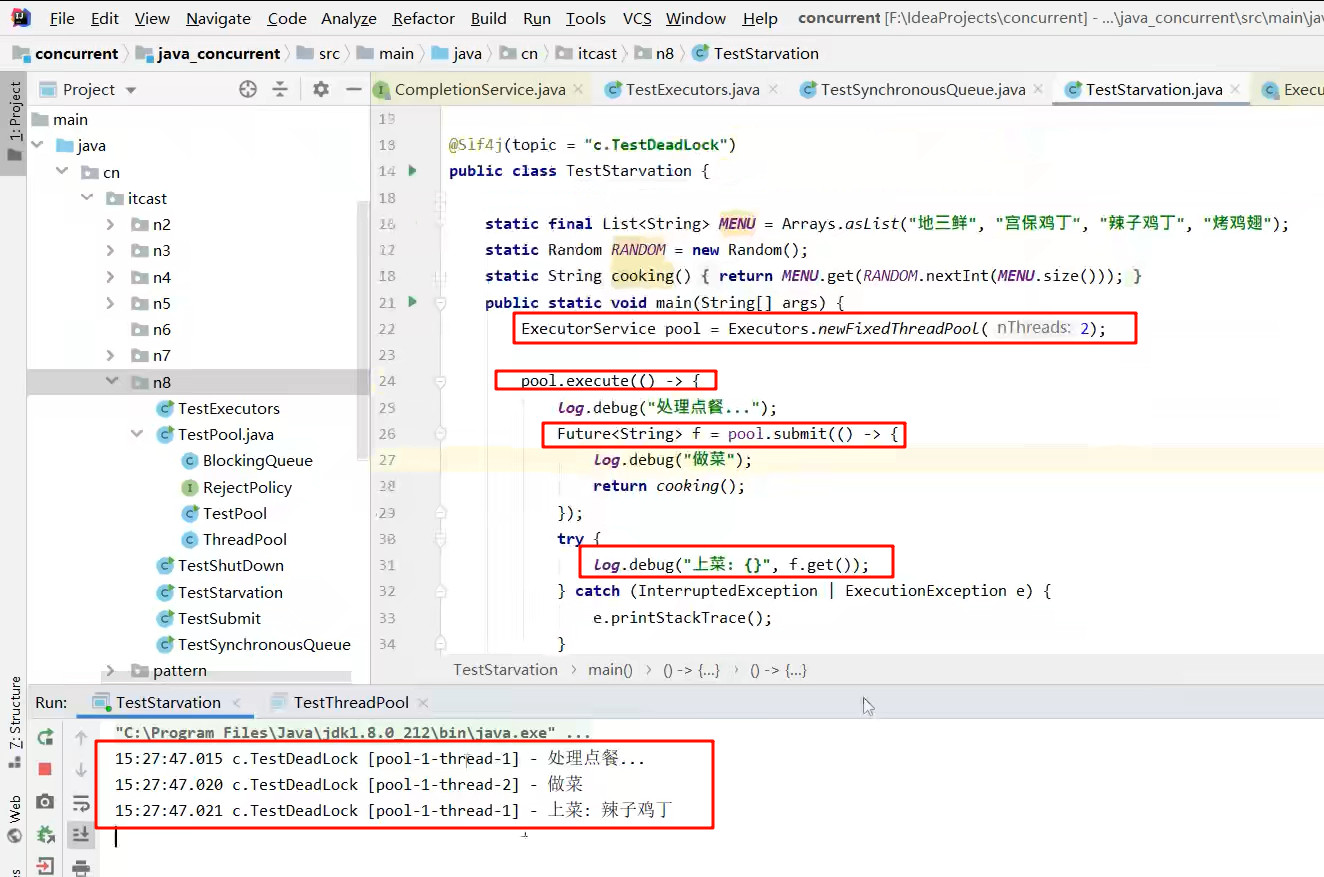 File Edit View Navigate Code Analyze Refactor Build Run Tools VCS Window Help concurrent [F:\IdeaProjects\concurrent] - ...\java_concurrent\src\main\jav
concurrent java_concurrent src main java cn itcast n8 TestStarvation
1: Project
Project
CompletionService.java TestExecutors.java TestSynchronousQueue.java TestStarvation.java Execu
main
java
cn
itcast
n2
n3
n4
n5
n6
n7
n8
TestExecutors
TestPool.java
BlockingQueue
RejectPolicy
TestPool
ThreadPool
TestShutDown
TestStarvation
TestSubmit
TestSynchronousQueue
pattern
13
18 @Slf4j(topic = "c.TestDeadLock")
14 public class TestStarvation {
18
16 static final List<String> MENU = Arrays.asList("地三鲜", "宫保鸡丁", "辣子鸡丁", "烤鸡翅");
12 static Random RANDOM = new Random();
18 static String cooking() { return MENU.get(RANDOM.nextInt(MENU.size())); }
21 public static void main(String[] args) {
22 ExecutorService pool = Executors.newFixedThreadPool( nThreads: 2);
23
24 pool.execute(() -> {
25 log.debug("处理点餐...");
26 Future<String> f = pool.submit(() -> {
27 log.debug("做菜");
28 return cooking();
29 });
30 try {
31 log.debug("上菜: {}", f.get());
32 } catch (InterruptedException | ExecutionException e) {
33 e.printStackTrace();
34 }
TestStarvation main() () -> {...} () -> {...}
Z: Structure
Web
Run: TestStarvation TestThreadPool
"C:\Program Files\Java\jdk1.8.0_212\bin\java.exe" ...
15:27:47.015 c.TestDeadLock [pool-1-thread-1] - 处理点餐...
15:27:47.020 c.TestDeadLock [pool-1-thread-2] - 做菜
15:27:47.021 c.TestDeadLock [pool-1-thread-1] - 上菜: 辣子鸡丁